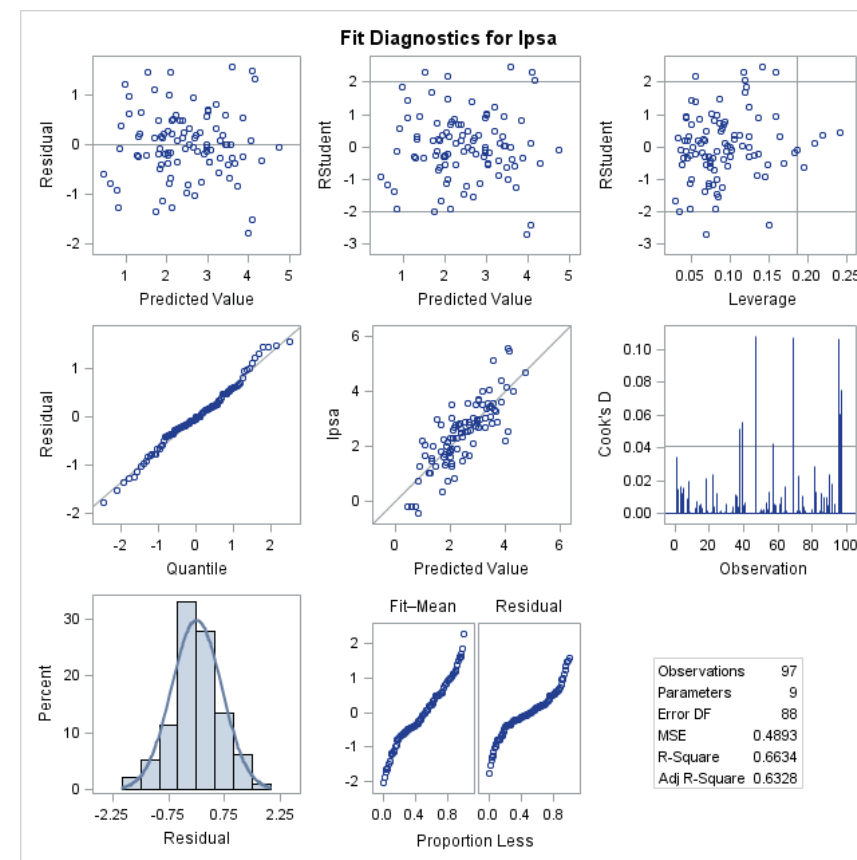 Fit Diagnostics for lpsa
Residual
1
0
-1
-2
1 2 3 4 5
Predicted Value
RStudent
2
1
0
-1
-2
-3
1 2 3 4 5
Predicted Value
RStudent
2
1
0
-1
-2
-3
0.05 0.10 0.15 0.20 0.25
Leverage
Residual
1
0
-1
-2
-2 -1 0 1 2
Quantile
lpsa
6
4
2
0
0 2 4 6
Predicted Value
Cook's D
0.10
0.08
0.06
0.04
0.02
0.00
0 20 40 60 80 100
Observation
Percent
30
20
10
0
-2.25 -0.75 0.75 2.25
Residual
Fit–Mean Residual
2
1
0
-1
-2
0.0 0.4 0.8 0.0 0.4 0.8
Proportion Less
Observations 97
Parameters 9
Error DF 88
MSE 0.4893
R-Square 0.6634
Adj R-Square 0.6328